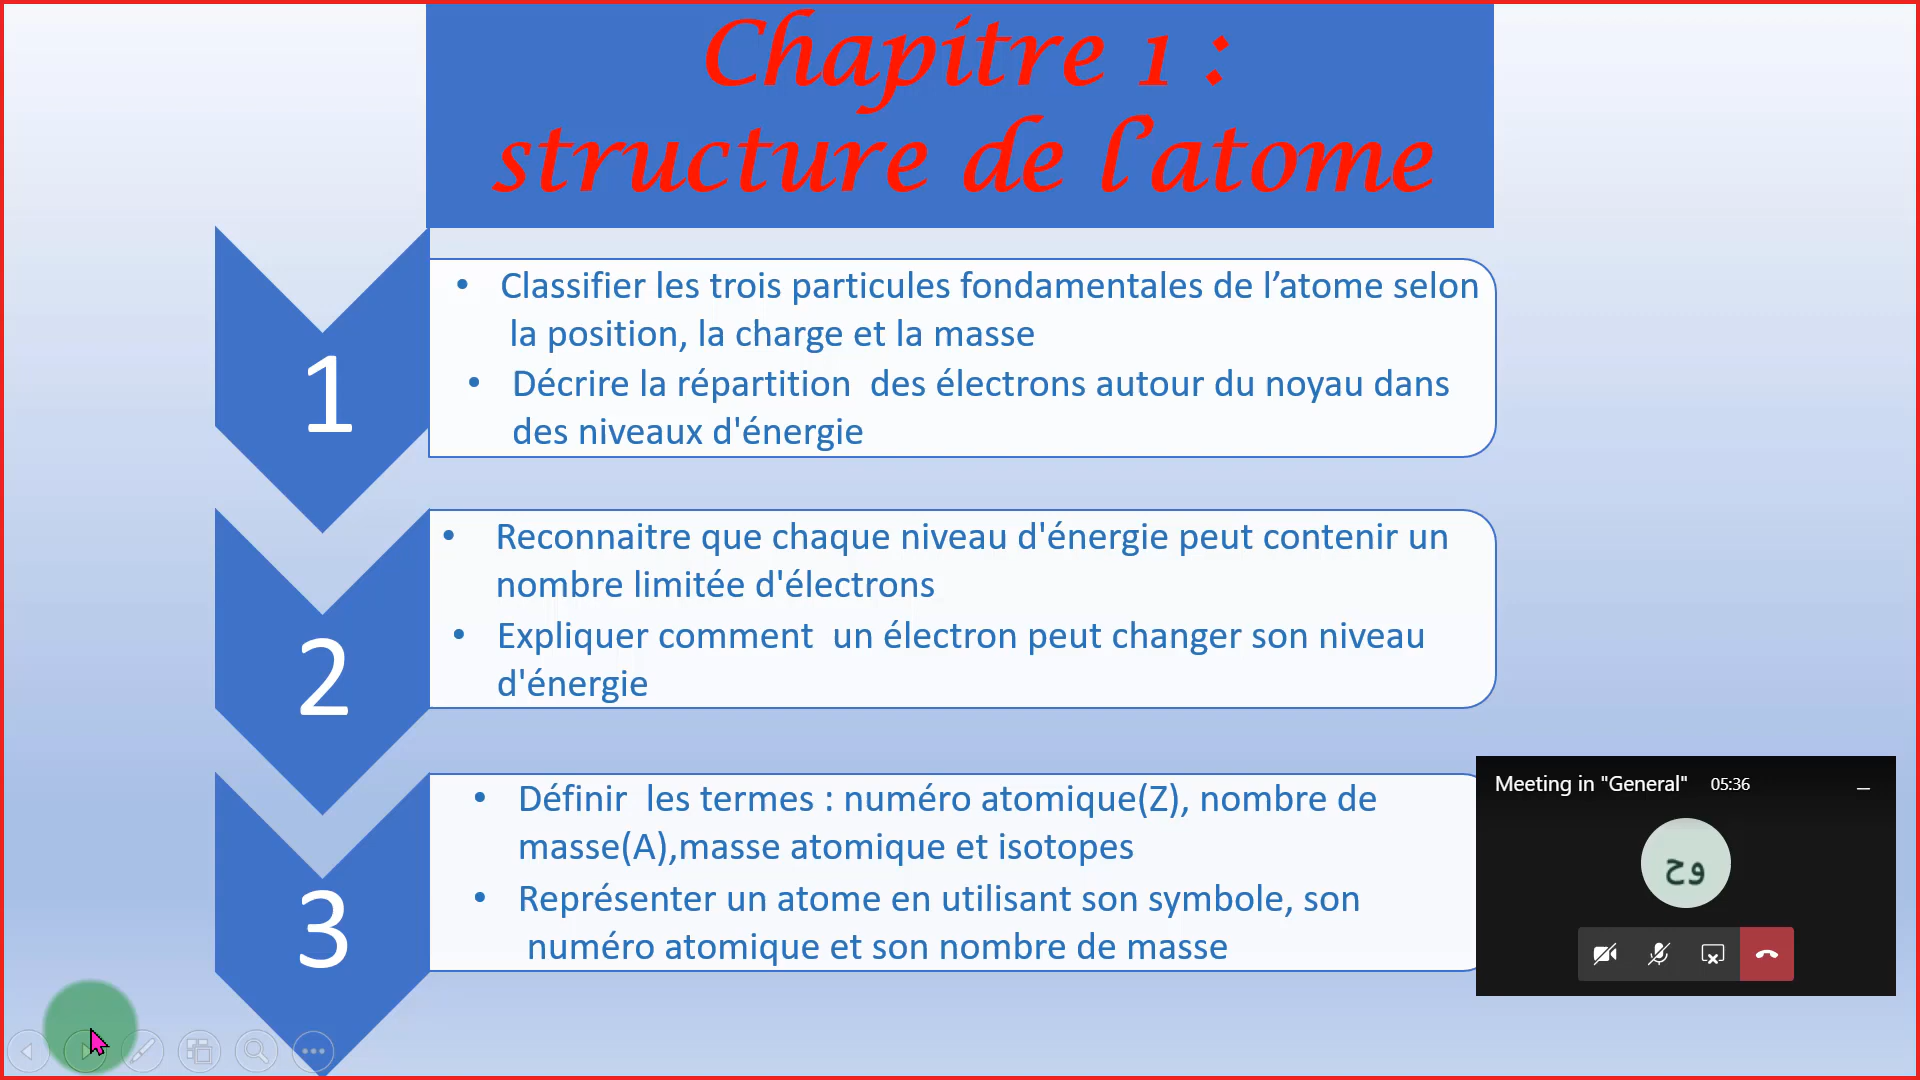 Chapitre 1 :
structure de l’atome
1
• Classifier les trois particules fondamentales de l’atome selon
la position, la charge et la masse
• Décrire la répartition des électrons autour du noyau dans
des niveaux d'énergie
2
• Reconnaitre que chaque niveau d'énergie peut contenir un
nombre limitée d'électrons
• Expliquer comment un électron peut changer son niveau
d'énergie
3
• Définir les termes : numéro atomique(Z), nombre de
masse(A),masse atomique et isotopes
• Représenter un atome en utilisant son symbole, son
numéro atomique et son nombre de masse
Meeting in "General" 05:36
وح